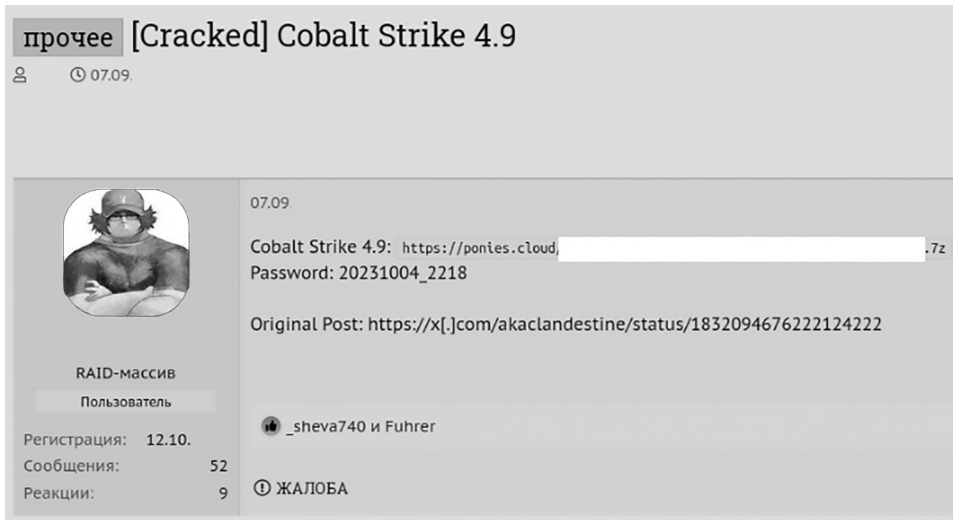 прочее [Cracked] Cobalt Strike 4.9
07.09.
07.09.
Cobalt Strike 4.9: https://ponies.cloud/ .7z
Password: 20231004_2218
Original Post: https://x[.]com/akaclandestine/status/1832094676222124222
RAID-массив
Пользователь
Регистрация: 12.10.
Сообщения: 52
Реакции: 9
_sheva740 и Fuhrer
ЖАЛОБА